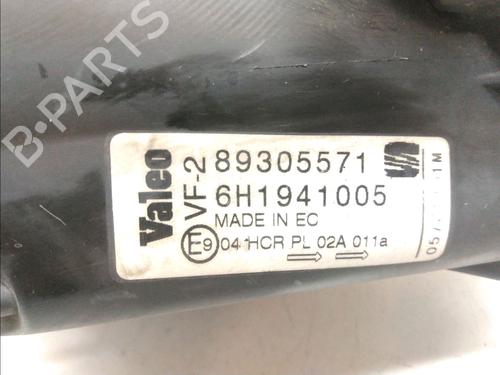 B-PARTS
Valeo
VF-2
89305571
6H1941005
MADE IN EC
E9 041 HCR PL 02A 011a